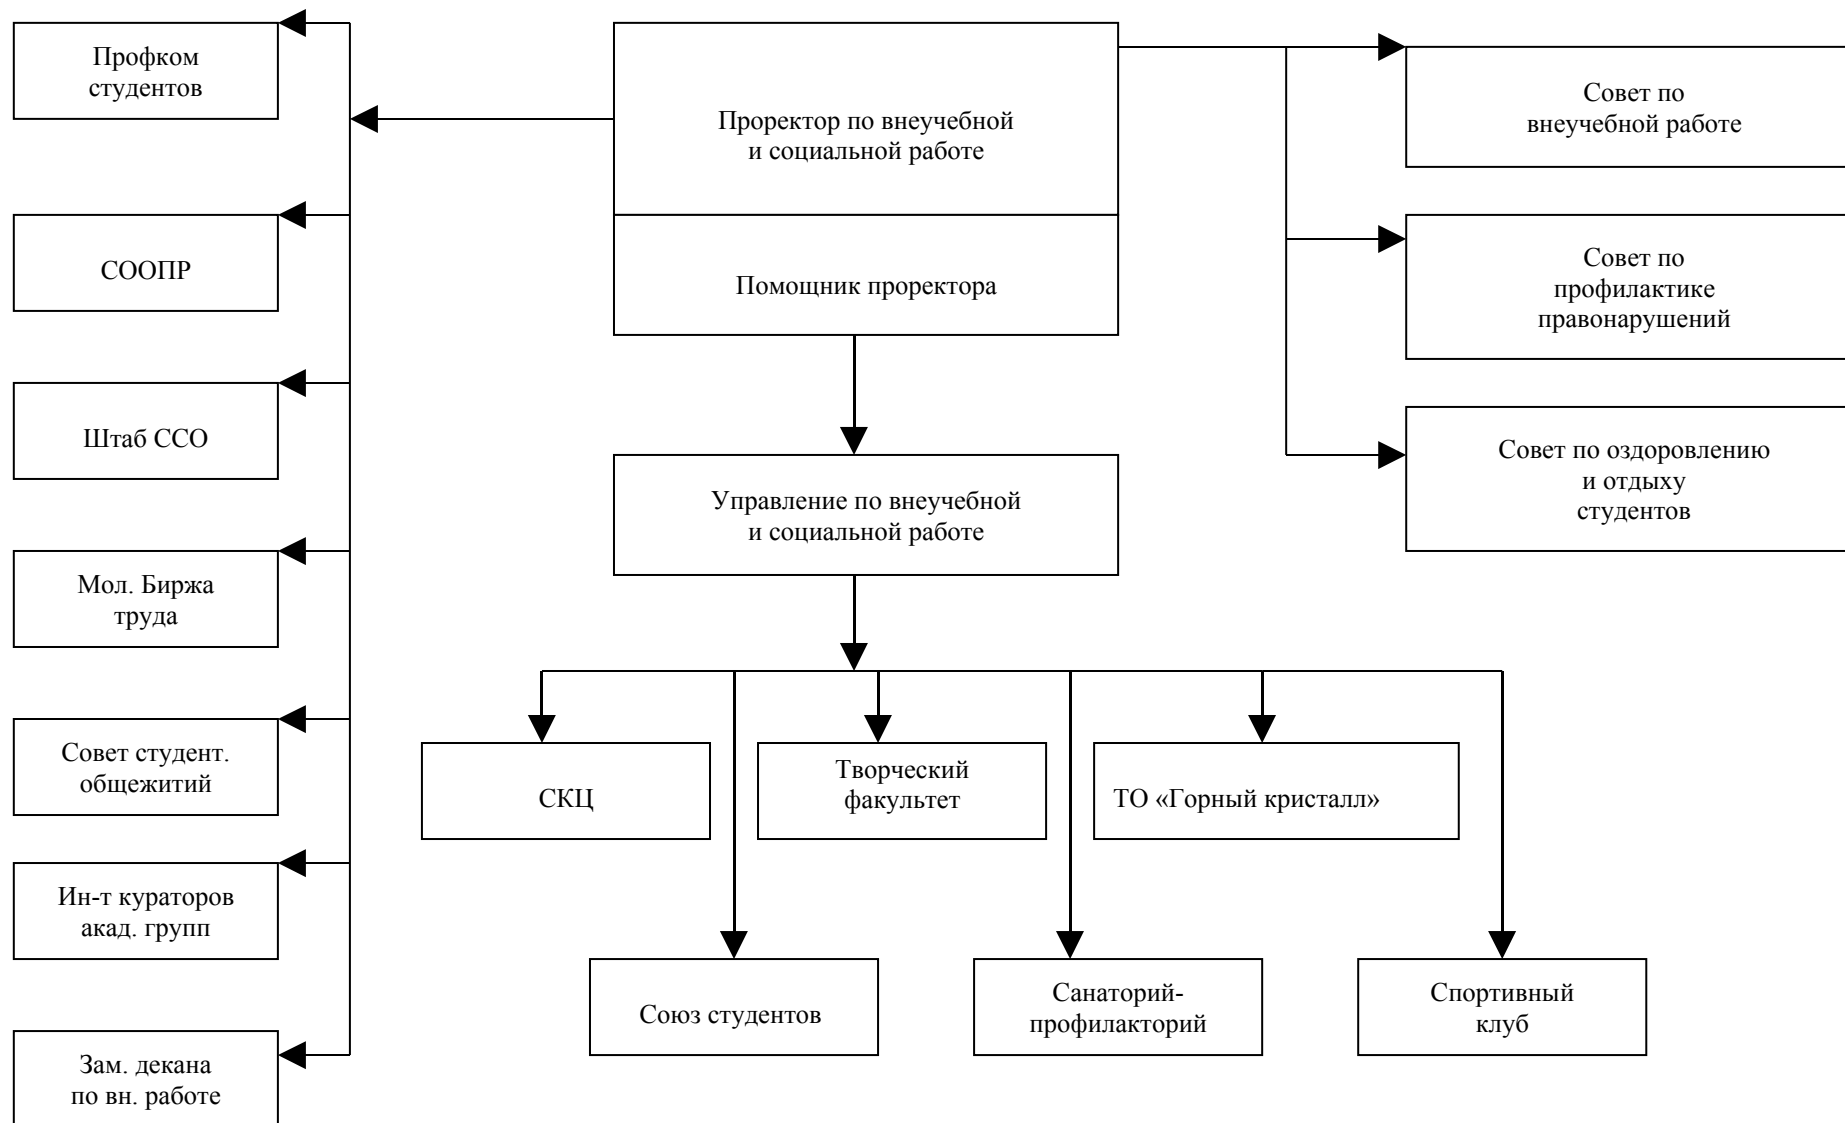 Профком
студентов
Проректор по внеучебной
и социальной работе
Совет по
внеучебной работе
СООПР
Помощник проректора
Совет по
профилактике
правонарушений
Штаб ССО
Управление по внеучебной
и социальной работе
Совет по оздоровлению
и отдыху
студентов
Мол. Биржа
труда
Совет студент.
общежитий
СКЦ
Творческий
факультет
ТО «Горный кристалл»
Ин-т кураторов
акад. групп
Союз студентов
Санаторий-
профилакторий
Спортивный
клуб
Зам. декана
по вн. работе